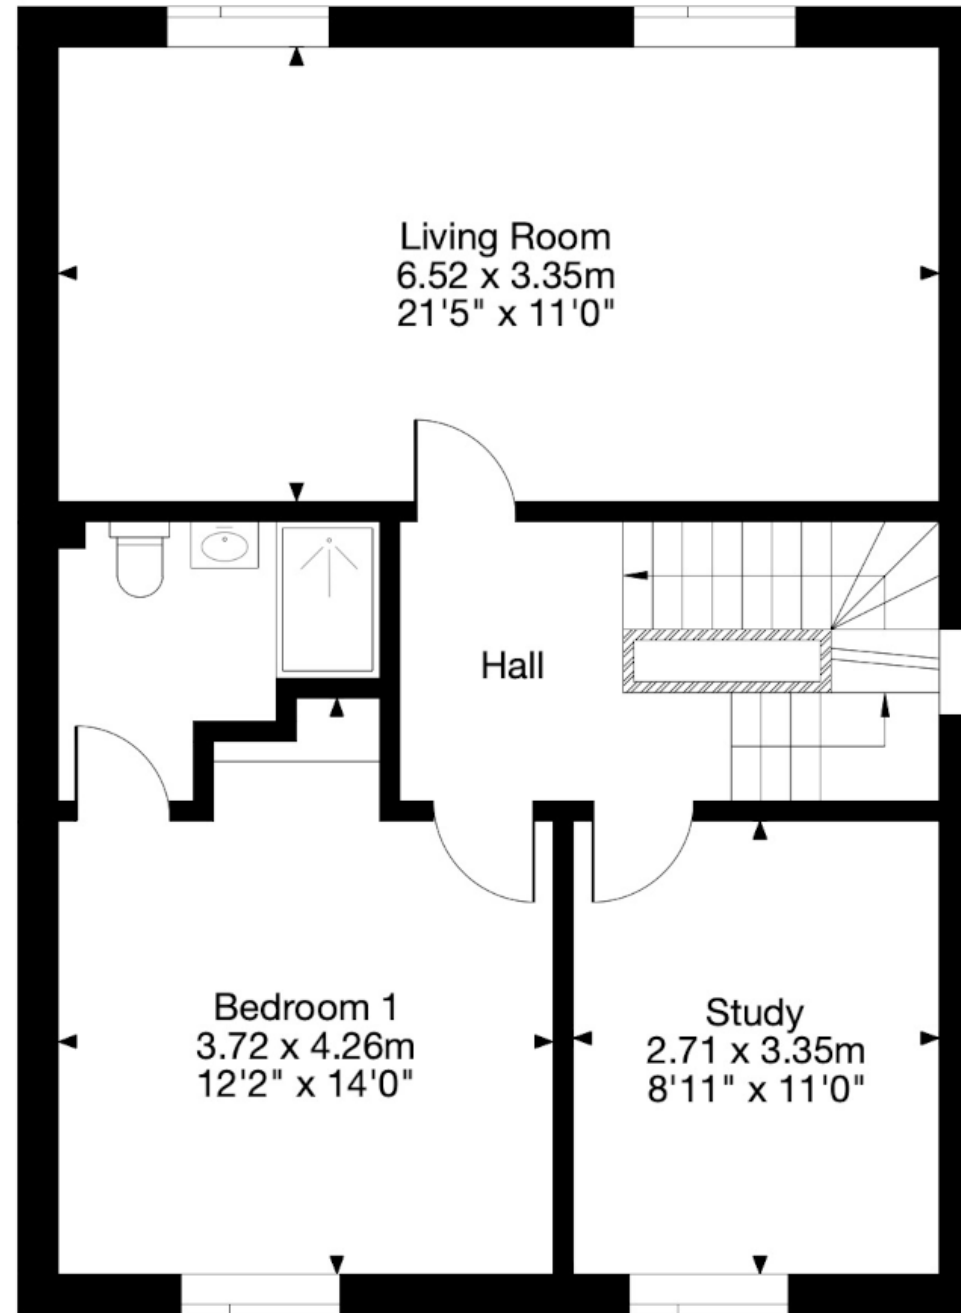 Living Room
6.52 x 3.35m
21'5" x 11'0"
Hall
Bedroom 1
3.72 x 4.26m
12'2" x 14'0"
Study
2.71 x 3.35m
8'11" x 11'0"